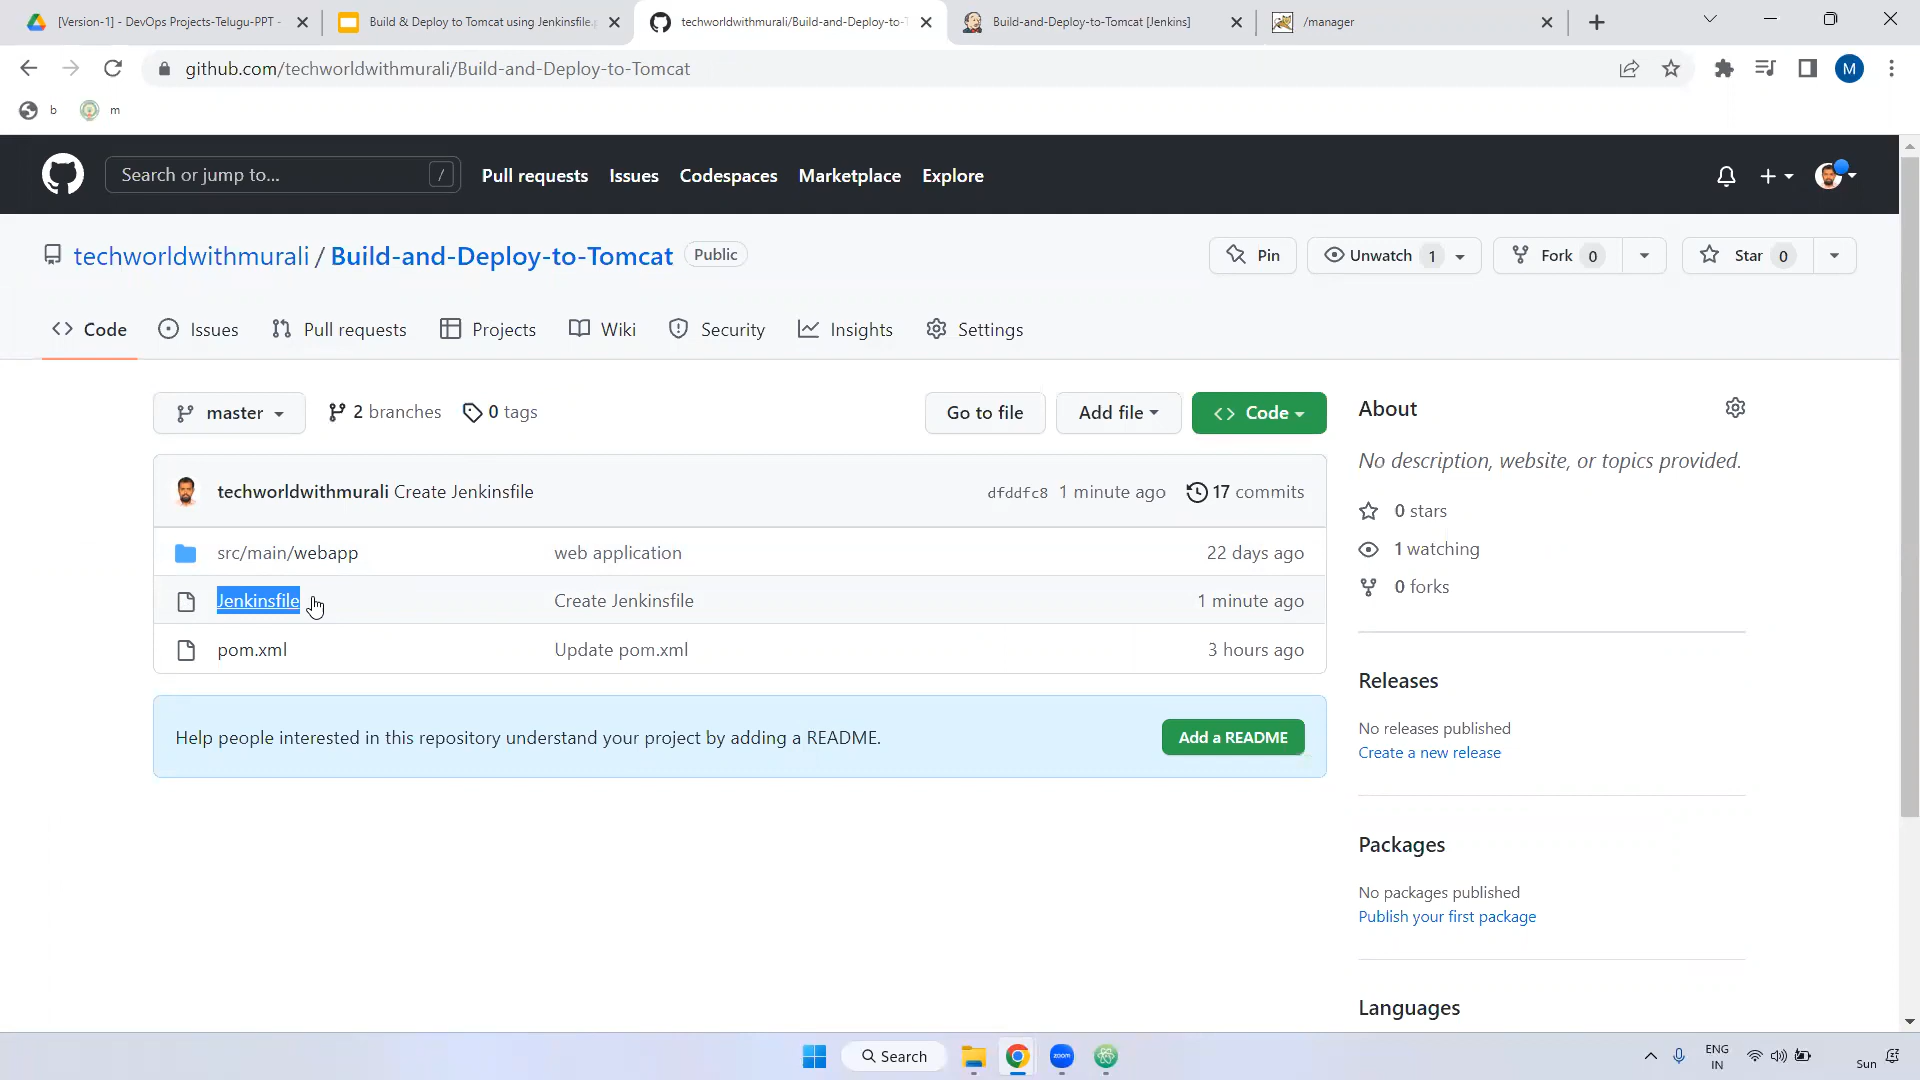 [Version-1] - DevOps Projects-Telugu-PPT -
Build & Deploy to Tomcat using Jenkinsfile.
techworldwithmurali/Build-and-Deploy-to-T
Build-and-Deploy-to-Tomcat [Jenkins]
/manager
github.com/techworldwithmurali/Build-and-Deploy-to-Tomcat
M
b
m
Search or jump to...
/
Pull requests
Issues
Codespaces
Marketplace
Explore
techworldwithmurali / Build-and-Deploy-to-Tomcat
Public
Pin
Unwatch 1
Fork 0
Star 0
Code
Issues
Pull requests
Projects
Wiki
Security
Insights
Settings
master
2 branches
0 tags
Go to file
Add file
Code
techworldwithmurali Create Jenkinsfile
dfddfc8 1 minute ago
17 commits
src/main/webapp
web application
22 days ago
Jenkinsfile
Create Jenkinsfile
1 minute ago
pom.xml
Update pom.xml
3 hours ago
Help people interested in this repository understand your project by adding a README.
Add a README
About
No description, website, or topics provided.
0 stars
1 watching
0 forks
Releases
No releases published
Create a new release
Packages
No packages published
Publish your first package
Languages
Search
zoom
ENG
IN
Sun